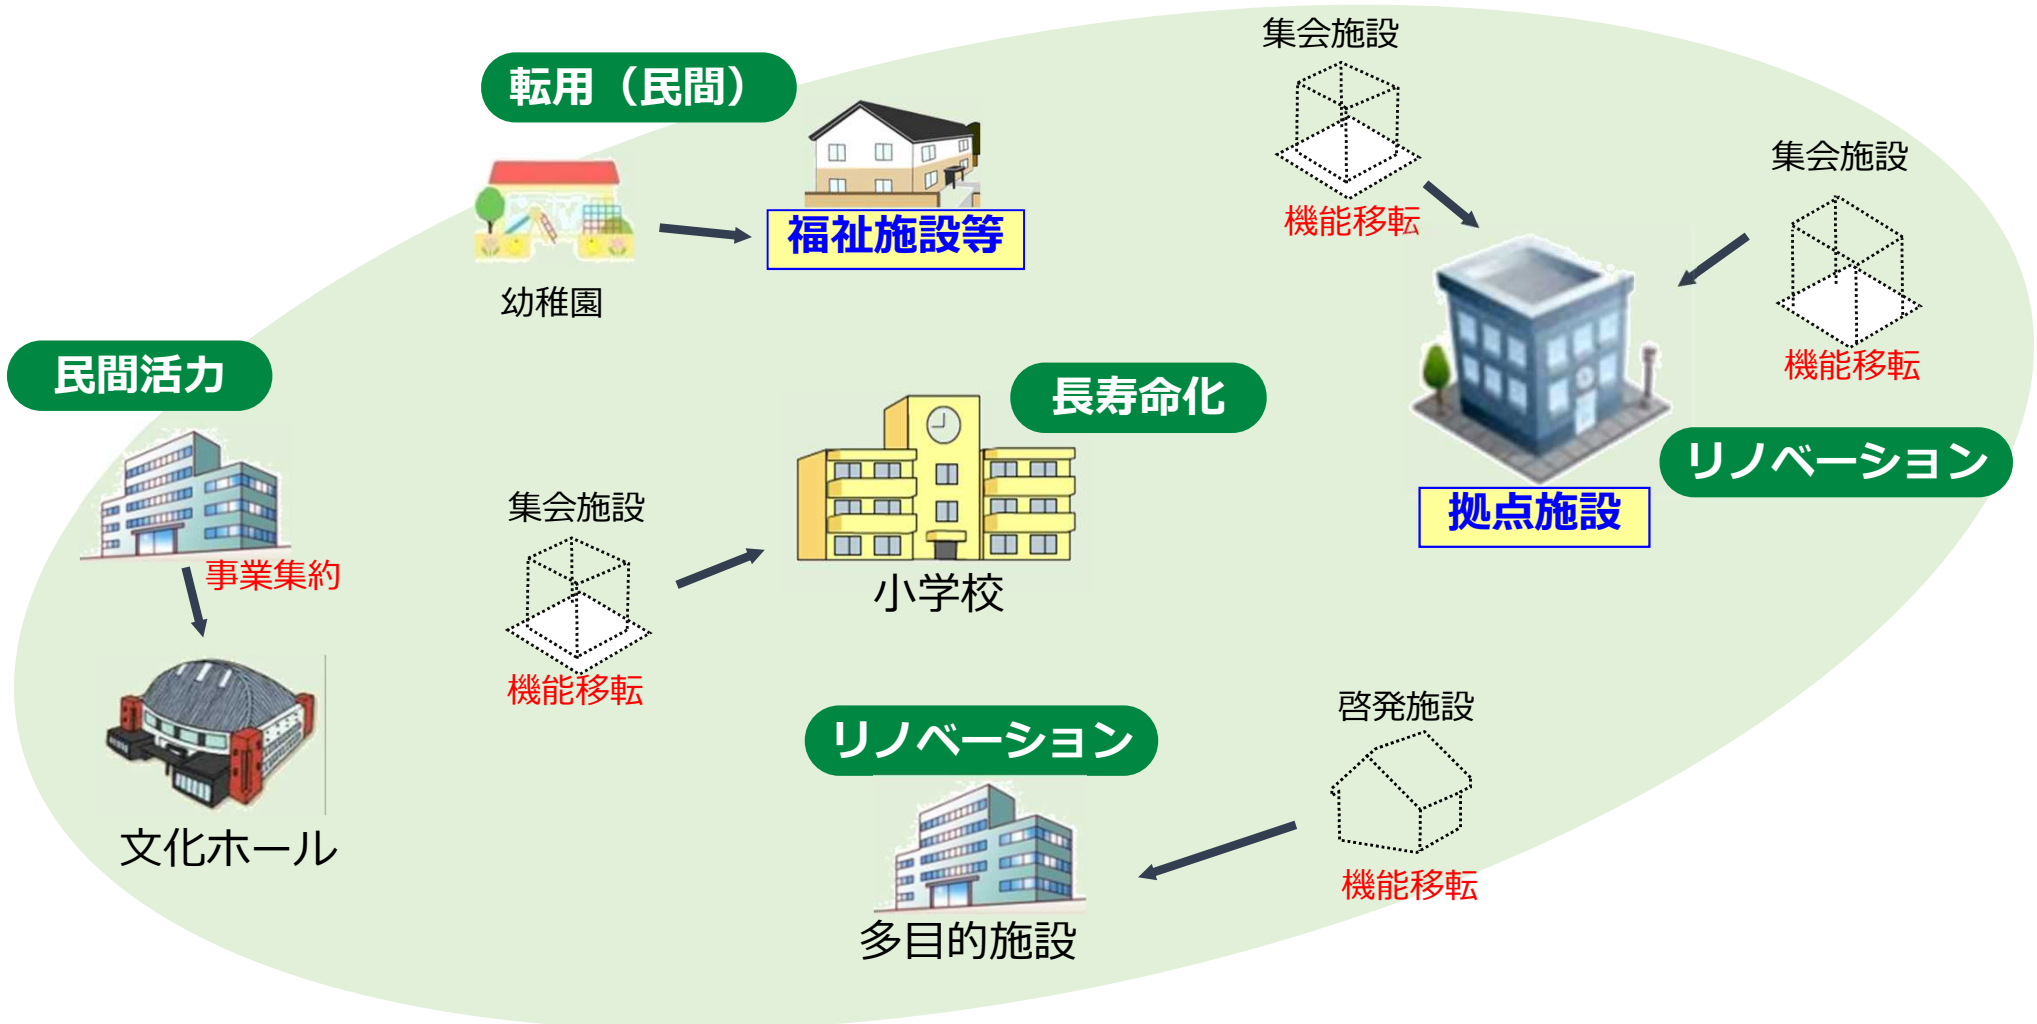 集会施設
転用（民間）
集会施設
機能移転
福祉施設等
幼稚園
機能移転
民間活力
長寿命化
リノベーション
集会施設
拠点施設
事業集約
小学校
機能移転
啓発施設
リノベーション
文化ホール
機能移転
多目的施設